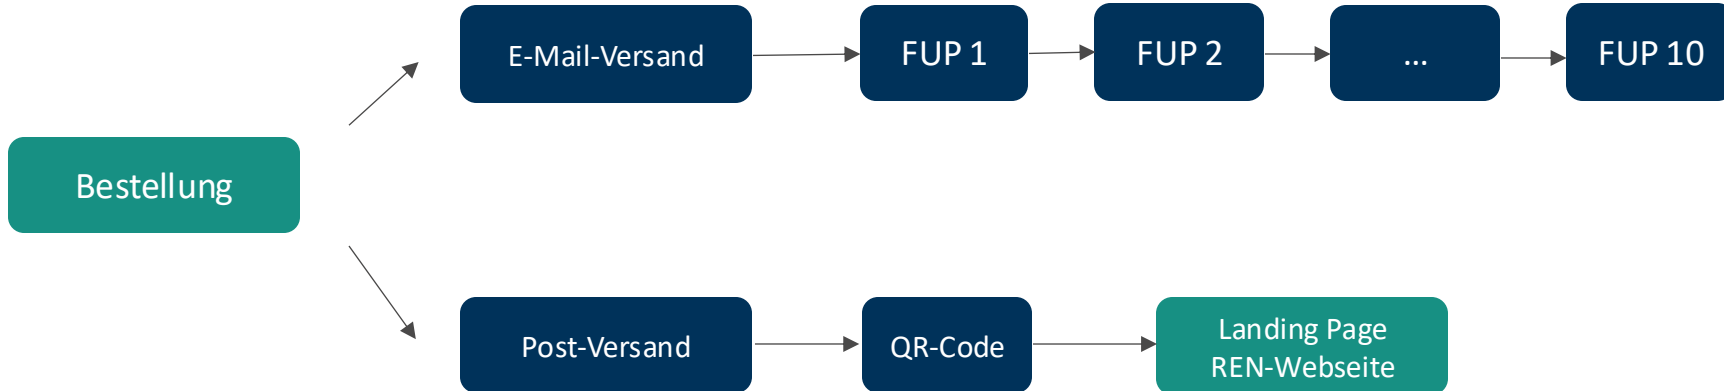 E-Mail-Versand
FUP 1
FUP 2
...
FUP 10
Bestellung
Post-Versand
QR-Code
Landing Page
REN-Webseite